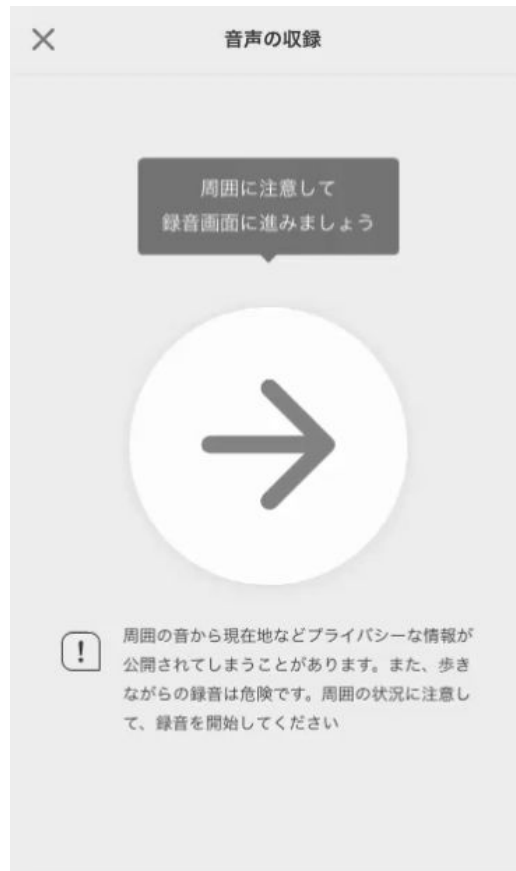 音声の収録
周囲に注意して
録音画面に進みましょう
周囲の音から現在地などプライバシーな情報が
公開されてしまうことがあります。また、歩き
ながらの録音は危険です。周囲の状況に注意し
て、録音を開始してください